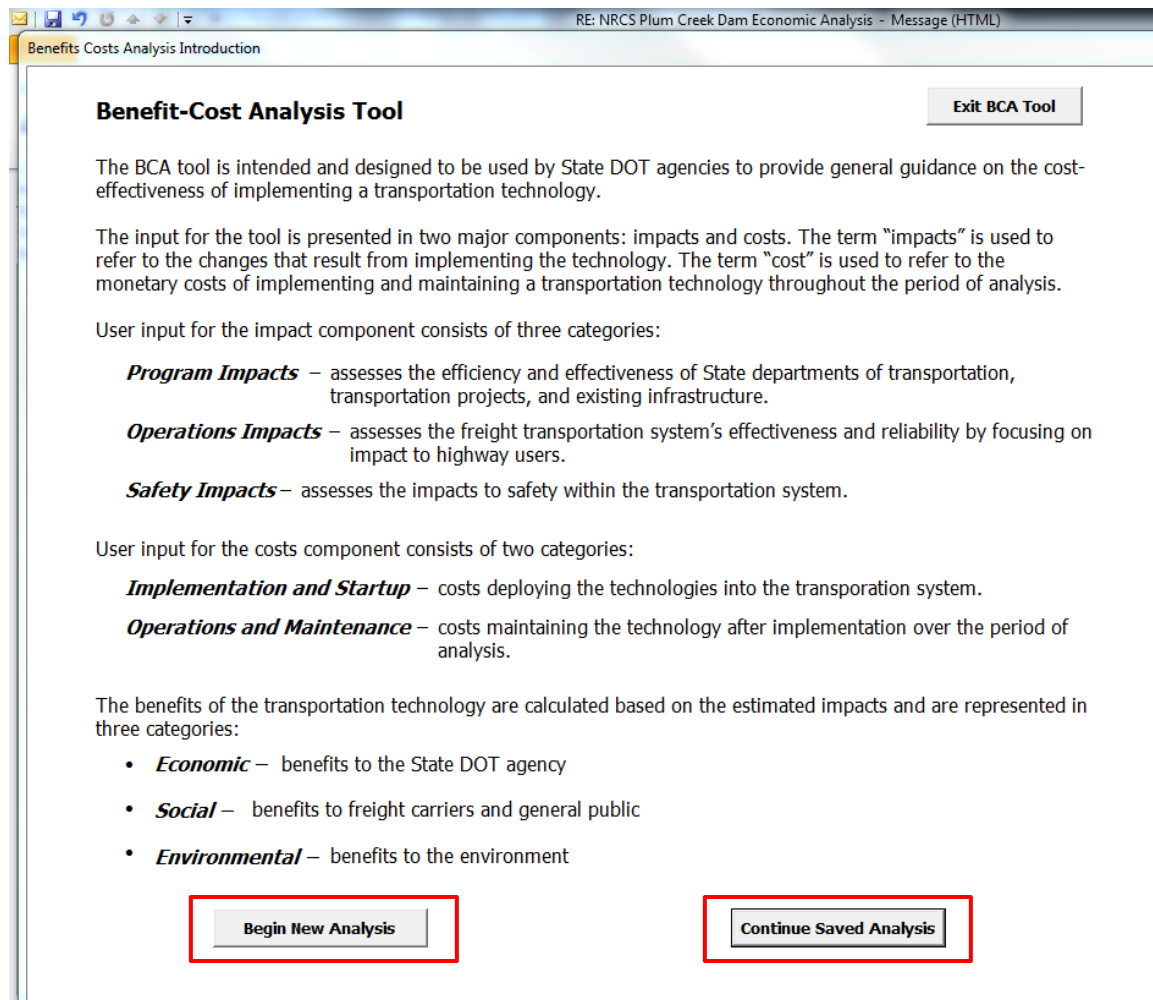 RE: NRCS Plum Creek Dam Economic Analysis - Message (HTML)
Benefits Costs Analysis Introduction
Benefit-Cost Analysis Tool
Exit BCA Tool
The BCA tool is intended and designed to be used by State DOT agencies to provide general guidance on the cost-
effectiveness of implementing a transportation technology.
The input for the tool is presented in two major components: impacts and costs. The term “impacts” is used to
refer to the changes that result from implementing the technology. The term “cost” is used to refer to the
monetary costs of implementing and maintaining a transportation technology throughout the period of analysis.
User input for the impact component consists of three categories:
Program Impacts – assesses the efficiency and effectiveness of State departments of transportation,
transportation projects, and existing infrastructure.
Operations Impacts – assesses the freight transportation system’s effectiveness and reliability by focusing on
impact to highway users.
Safety Impacts – assesses the impacts to safety within the transportation system.
User input for the costs component consists of two categories:
Implementation and Startup – costs deploying the technologies into the transporation system.
Operations and Maintenance – costs maintaining the technology after implementation over the period of
analysis.
The benefits of the transportation technology are calculated based on the estimated impacts and are represented in
three categories:
• Economic – benefits to the State DOT agency
• Social – benefits to freight carriers and general public
• Environmental – benefits to the environment
Begin New Analysis
Continue Saved Analysis